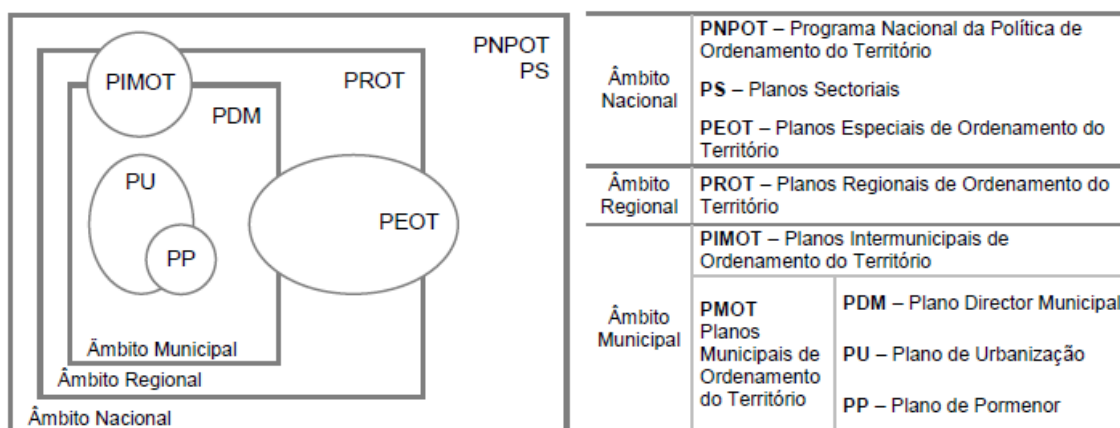 PNPOT
PS
PIMOT
PROT
PDM
PU
PEOT
PP
Âmbito Municipal
Âmbito Regional
Âmbito Nacional
Âmbito
Nacional
PNPOT – Programa Nacional da Política de
Ordenamento do Território
PS – Planos Sectoriais
PEOT – Planos Especiais de Ordenamento do
Território
Âmbito
Regional
PROT – Planos Regionais de Ordenamento do
Território
Âmbito
Municipal
PIMOT – Planos Intermunicipais de
Ordenamento do Território
PMOT
Planos
Municipais de
Ordenamento
do Território
PDM – Plano Director Municipal
PU – Plano de Urbanização
PP – Plano de Pormenor